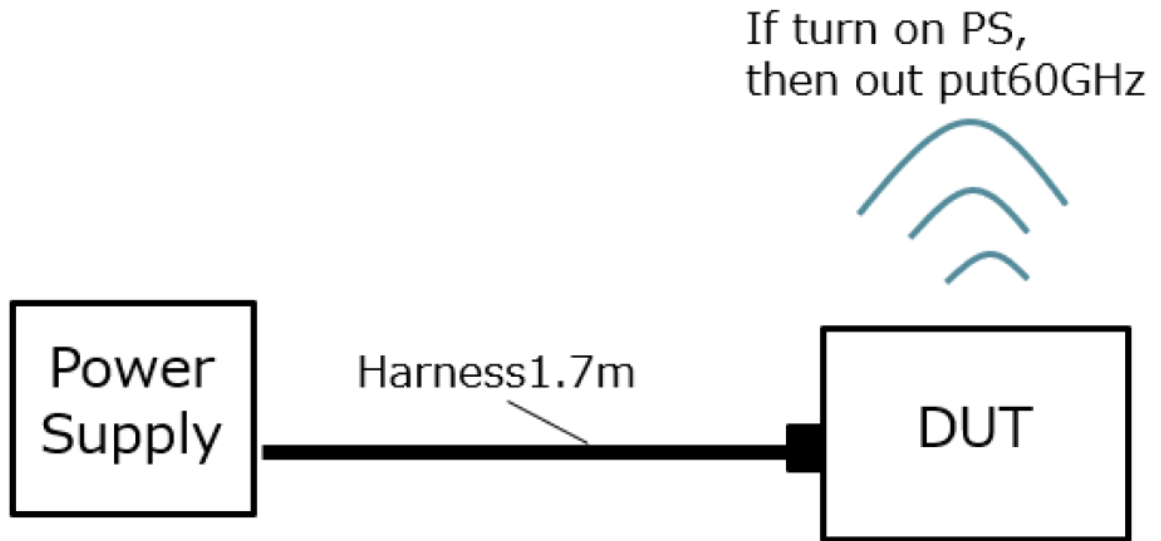 If turn on PS,
then out put60GHz
Power
Supply
Harness1.7m
DUT